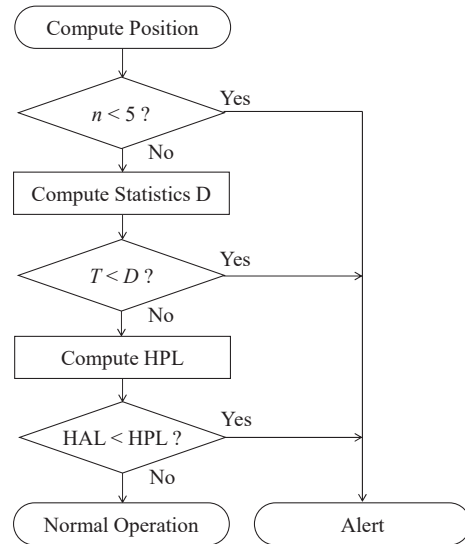 Compute Position
n < 5 ?
Yes
No
Compute Statistics D
T < D ?
Yes
No
Compute HPL
HAL < HPL ?
Yes
No
Normal Operation
Alert